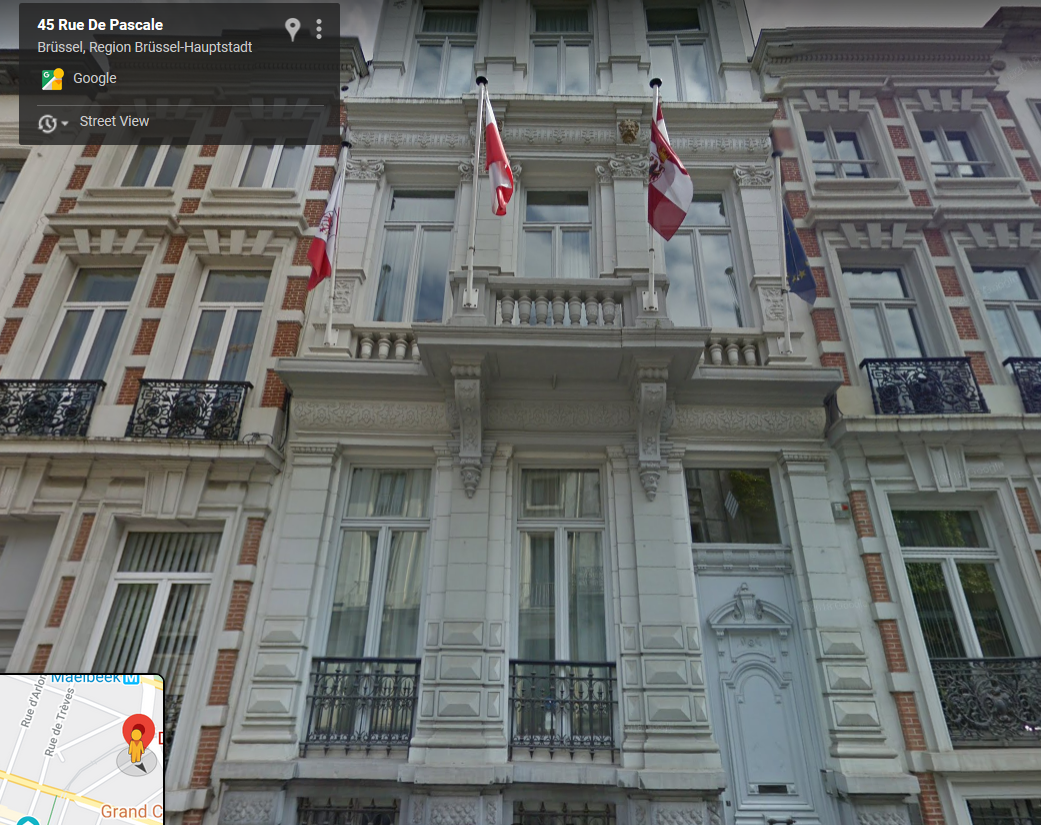 45 Rue De Pascale
Brüssel, Region Brüssel-Hauptstadt
Google
Street View
Maelbeek M
Rue d'Arlon
Rue de Trèves
D
Grand C